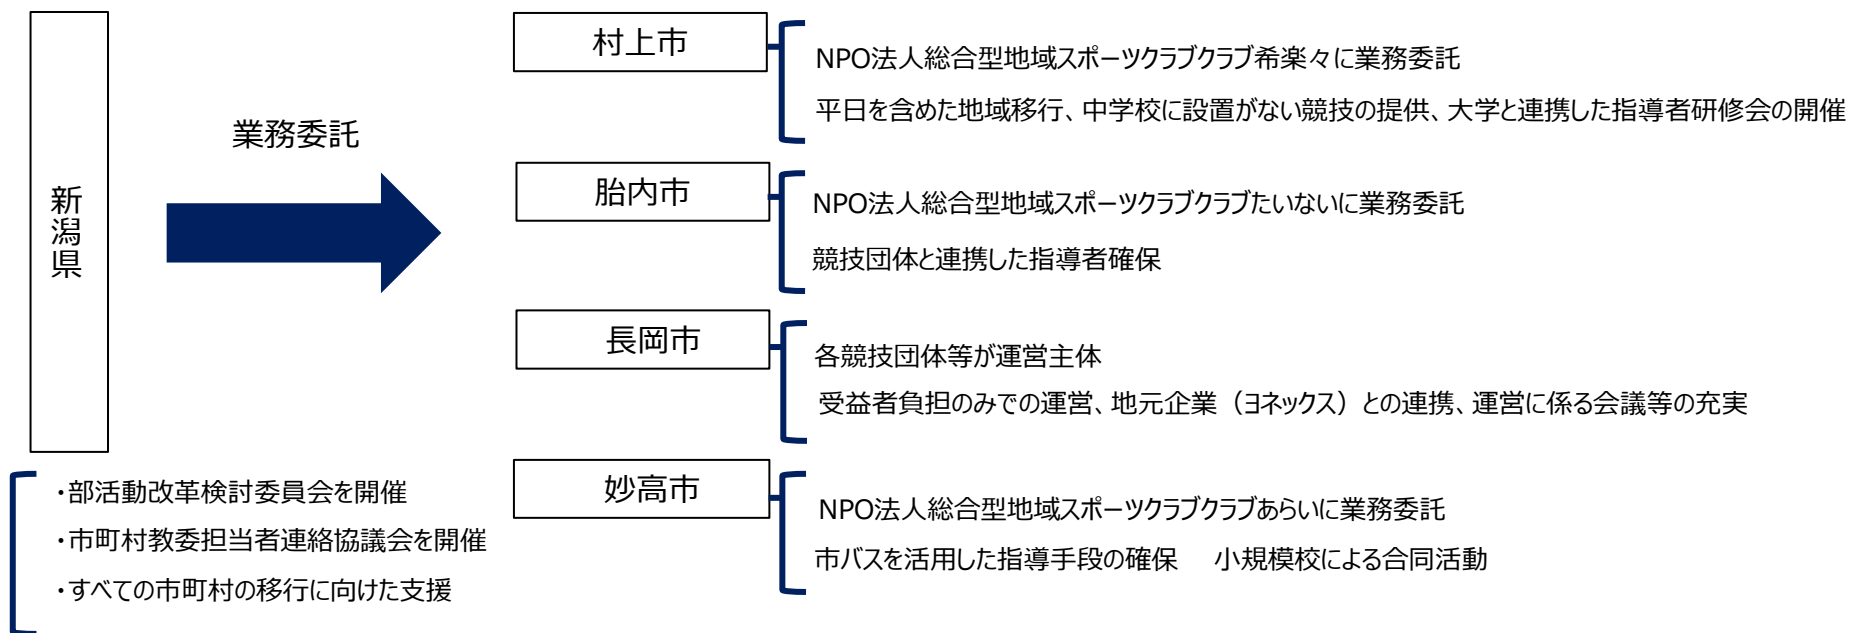 新潟県
業務委託
村上市
NPO法人総合型地域スポーツクラブクラブ希楽々に業務委託
平日を含めた地域移行、中学校に設置がない競技の提供、大学と連携した指導者研修会の開催
胎内市
NPO法人総合型地域スポーツクラブクラブたいないに業務委託
競技団体と連携した指導者確保
長岡市
各競技団体等が運営主体
受益者負担のみでの運営、地元企業（ヨネックス）との連携、運営に係る会議等の充実
妙高市
NPO法人総合型地域スポーツクラブクラブあらいに業務委託
市バスを活用した指導手段の確保　小規模校による合同活動
・部活動改革検討委員会を開催
・市町村教委担当者連絡協議会を開催
・すべての市町村の移行に向けた支援